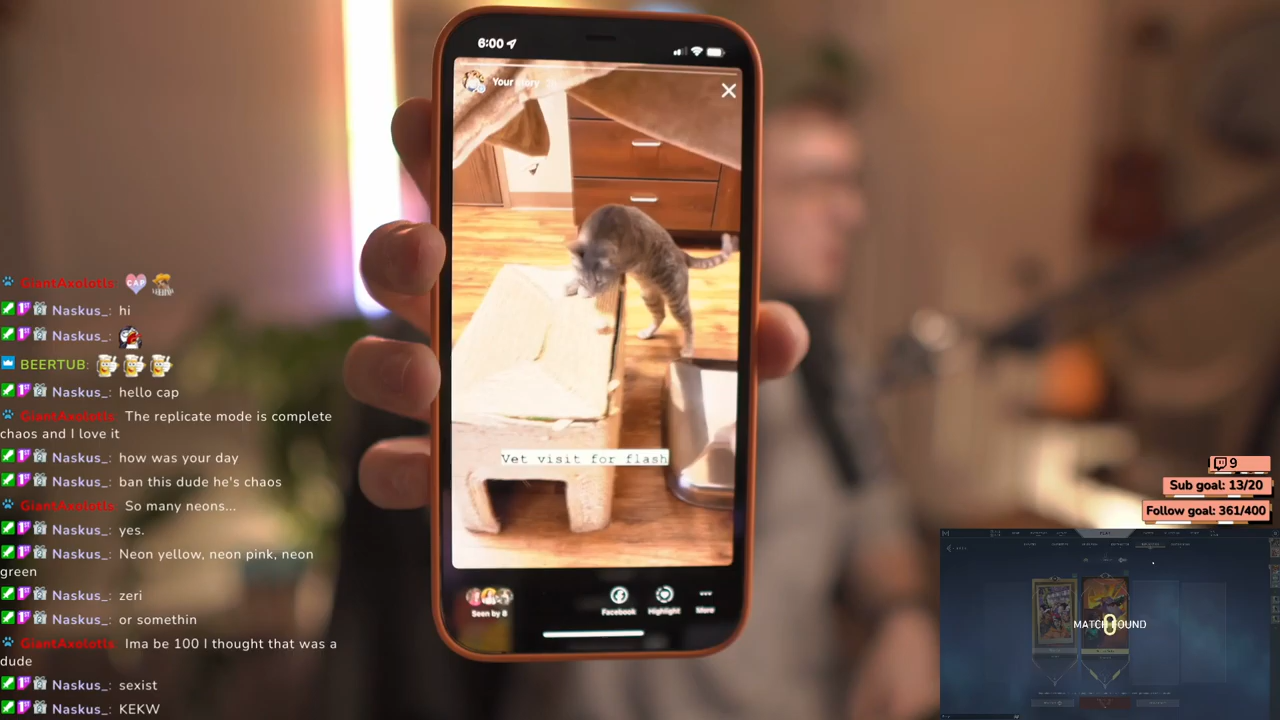 6:00
Your story
Vet visit for flash
Seen by 8
Facebook
Highlight
More
GiantAxolotls: CAP
Naskus_: hi
Naskus_:
BEERTUB:
Naskus_: hello cap
GiantAxolotls: The replicate mode is complete
chaos and I love it
Naskus_: how was your day
Naskus_: ban this dude he's chaos
GiantAxolotls: So many neons...
Naskus_: yes.
Naskus_: Neon yellow, neon pink, neon
green
Naskus_: zeri
Naskus_: or somethin
GiantAxolotls: Ima be 100 I thought that was a
dude
Naskus_: sexist
Naskus_: KEKW
9
Sub goal: 13/20
Follow goal: 361/400
MATCH FOUND